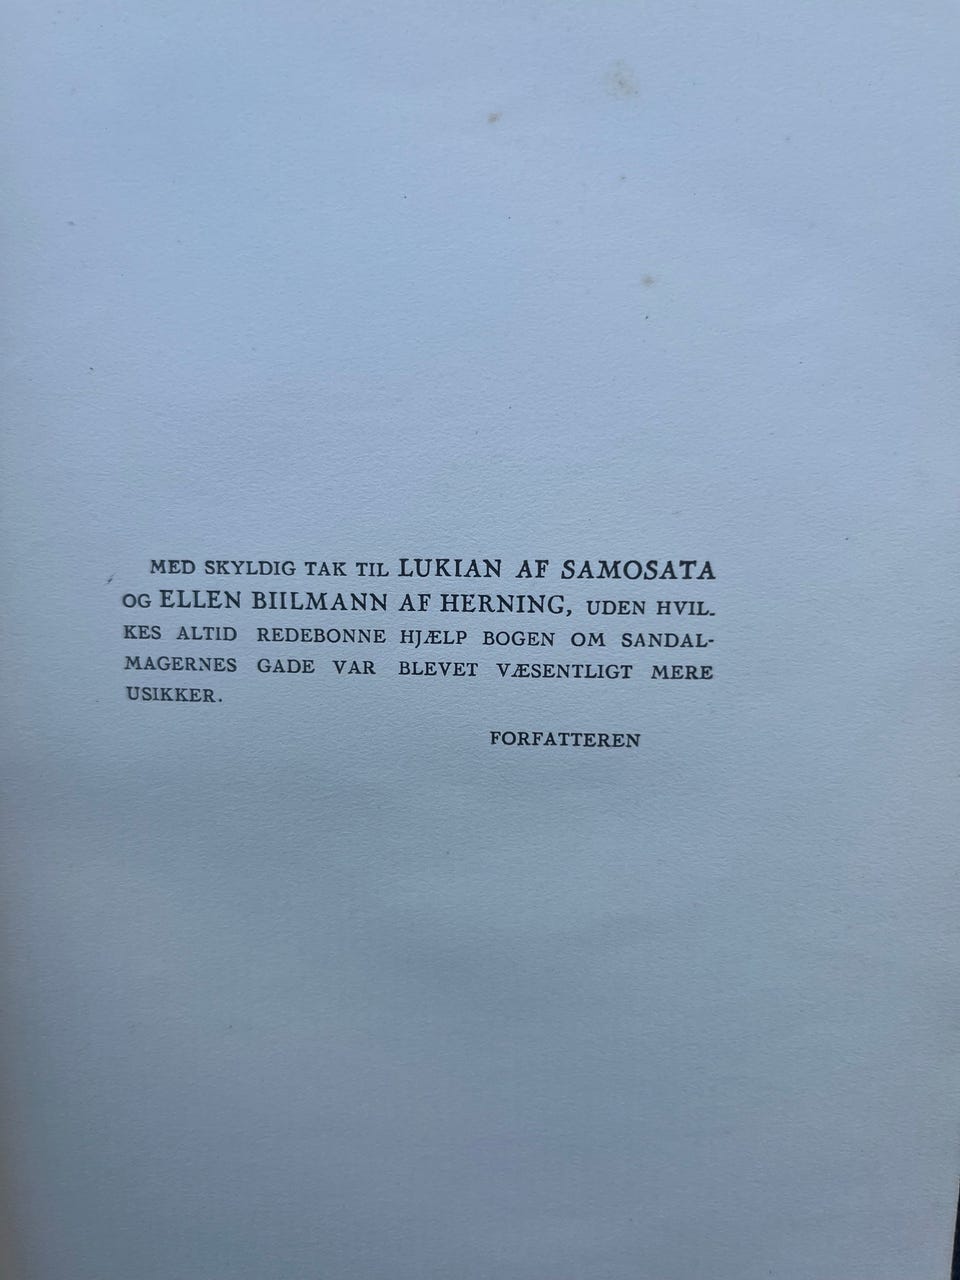 MED SKYLDIG TAK TIL LUKIAN AF SAMOSATA
OG ELLEN BIILMANN AF HERNING, UDEN HVIL-
KES ALTID REDEBONNE HJÆLP BOGEN OM SANDAL-
MAGERNES GADE VAR BLEVET VÆSENTLIGT MERE
USIKKER.
FORFATTEREN